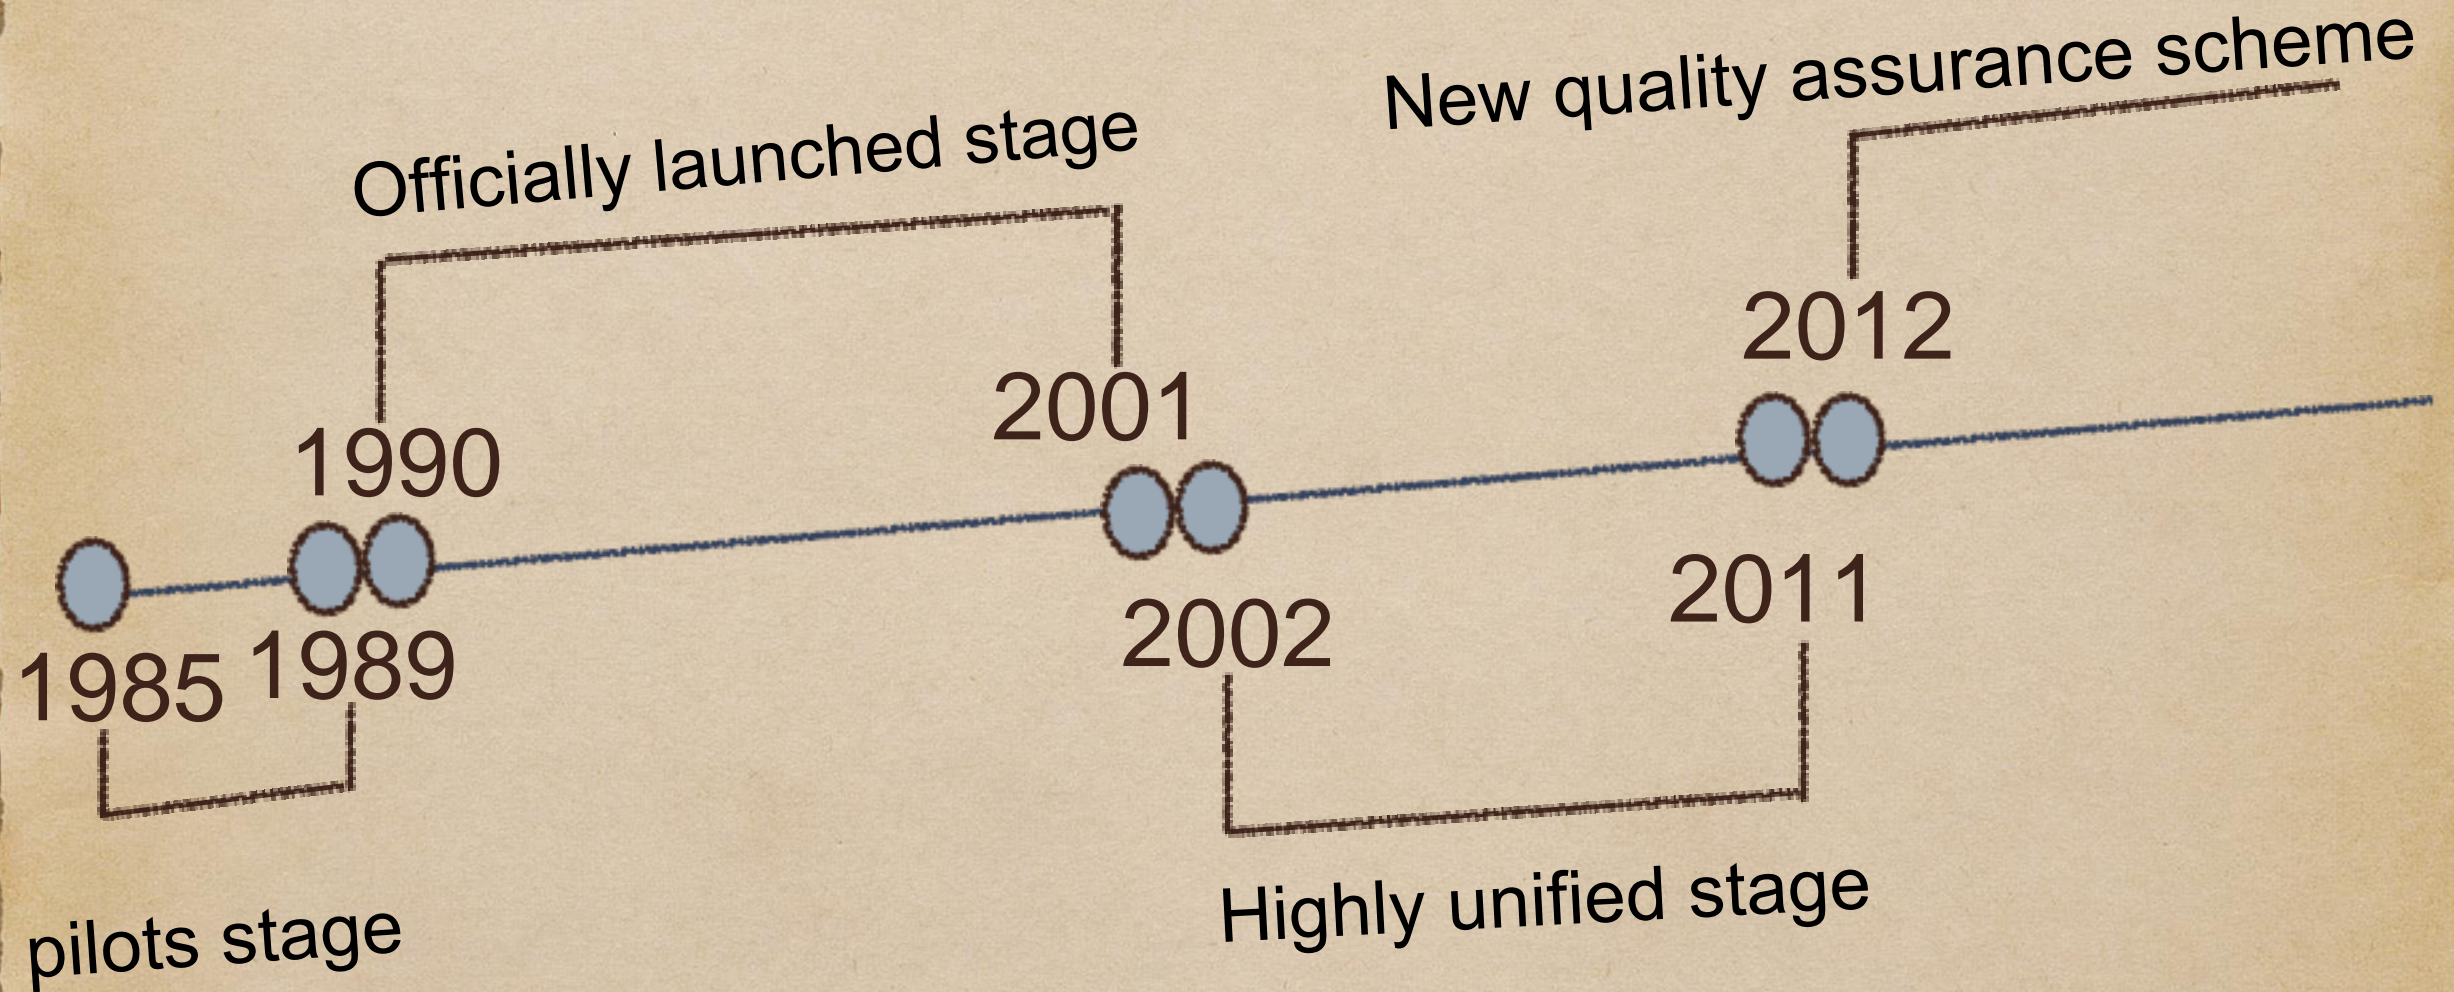 New quality assurance scheme
Officially launched stage
2012
2001
1990
2011
2002
1989
1985
Highly unified stage
pilots stage